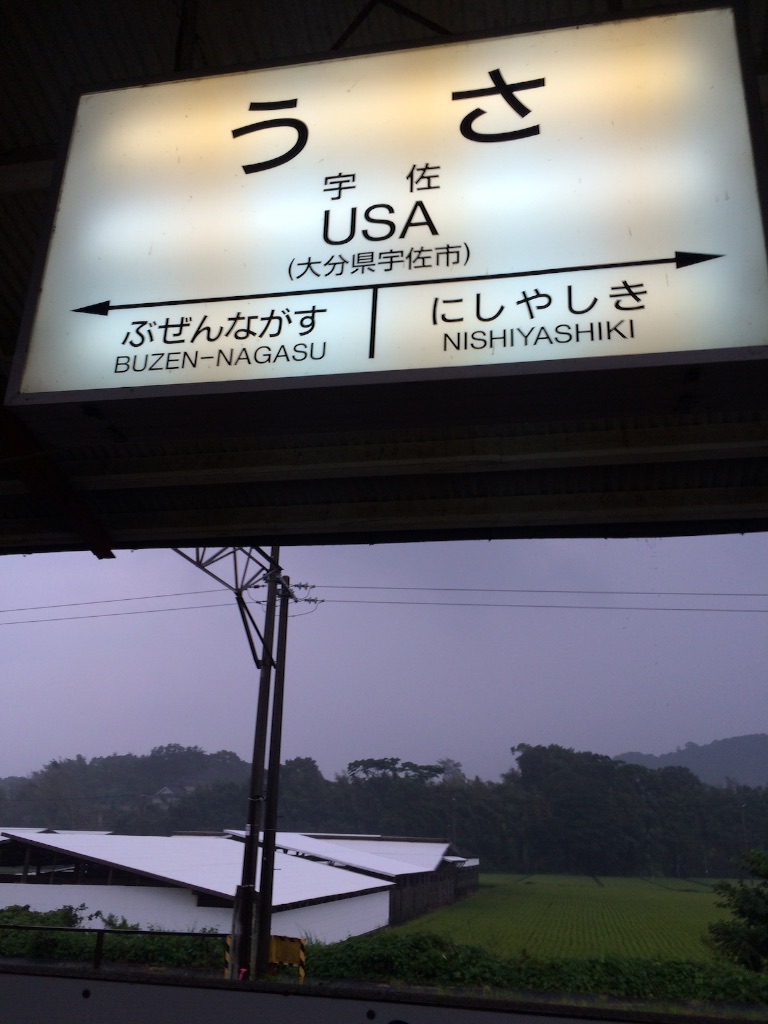 うさ
宇佐
USA
(大分県宇佐市)
ぶぜんながす にしやしき
BUZEN-NAGASU NISHIYASHIKI